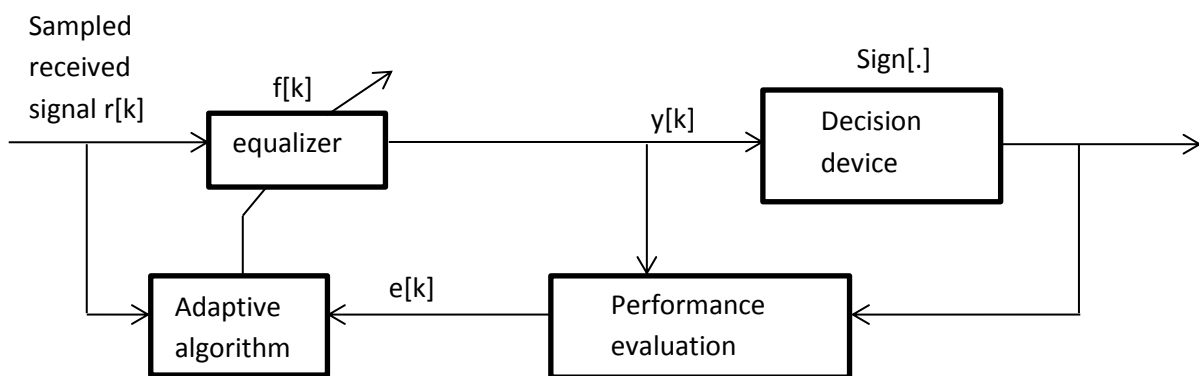 Sampled
received
signal r[k]
f[k]
equalizer
y[k]
Sign[.]
Decision
device
Adaptive
algorithm
e[k]
Performance
evaluation